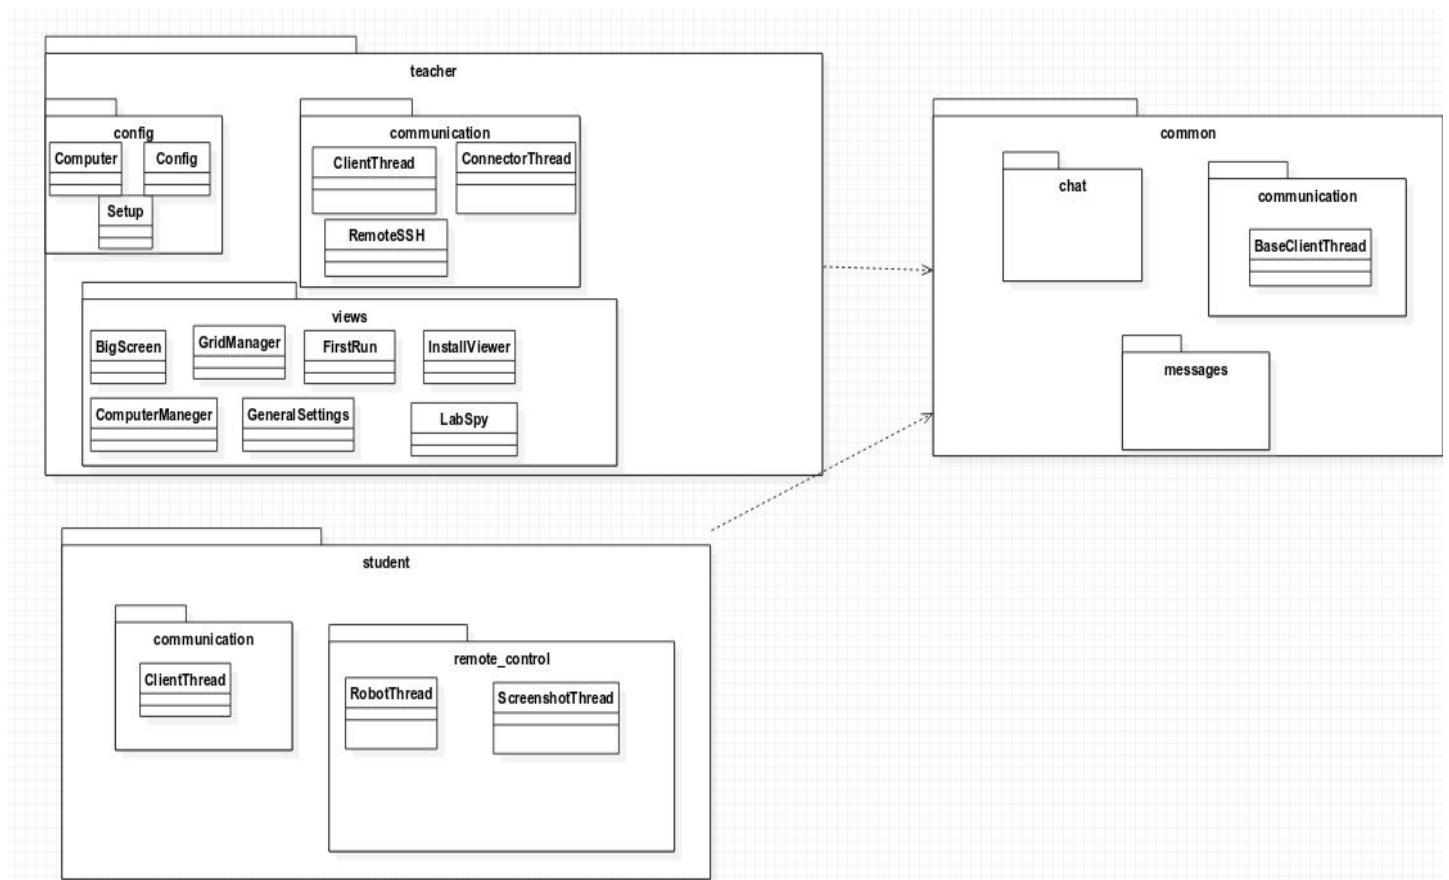 teacher
config
Computer
Config
Setup
communication
ClientThread
ConnectorThread
RemoteSSH
views
BigScreen
GridManager
FirstRun
InstallViewer
ComputerManeger
GeneralSettings
LabSpy
common
chat
communication
BaseClientThread
messages
student
communication
ClientThread
remote_control
RobotThread
ScreenshotThread